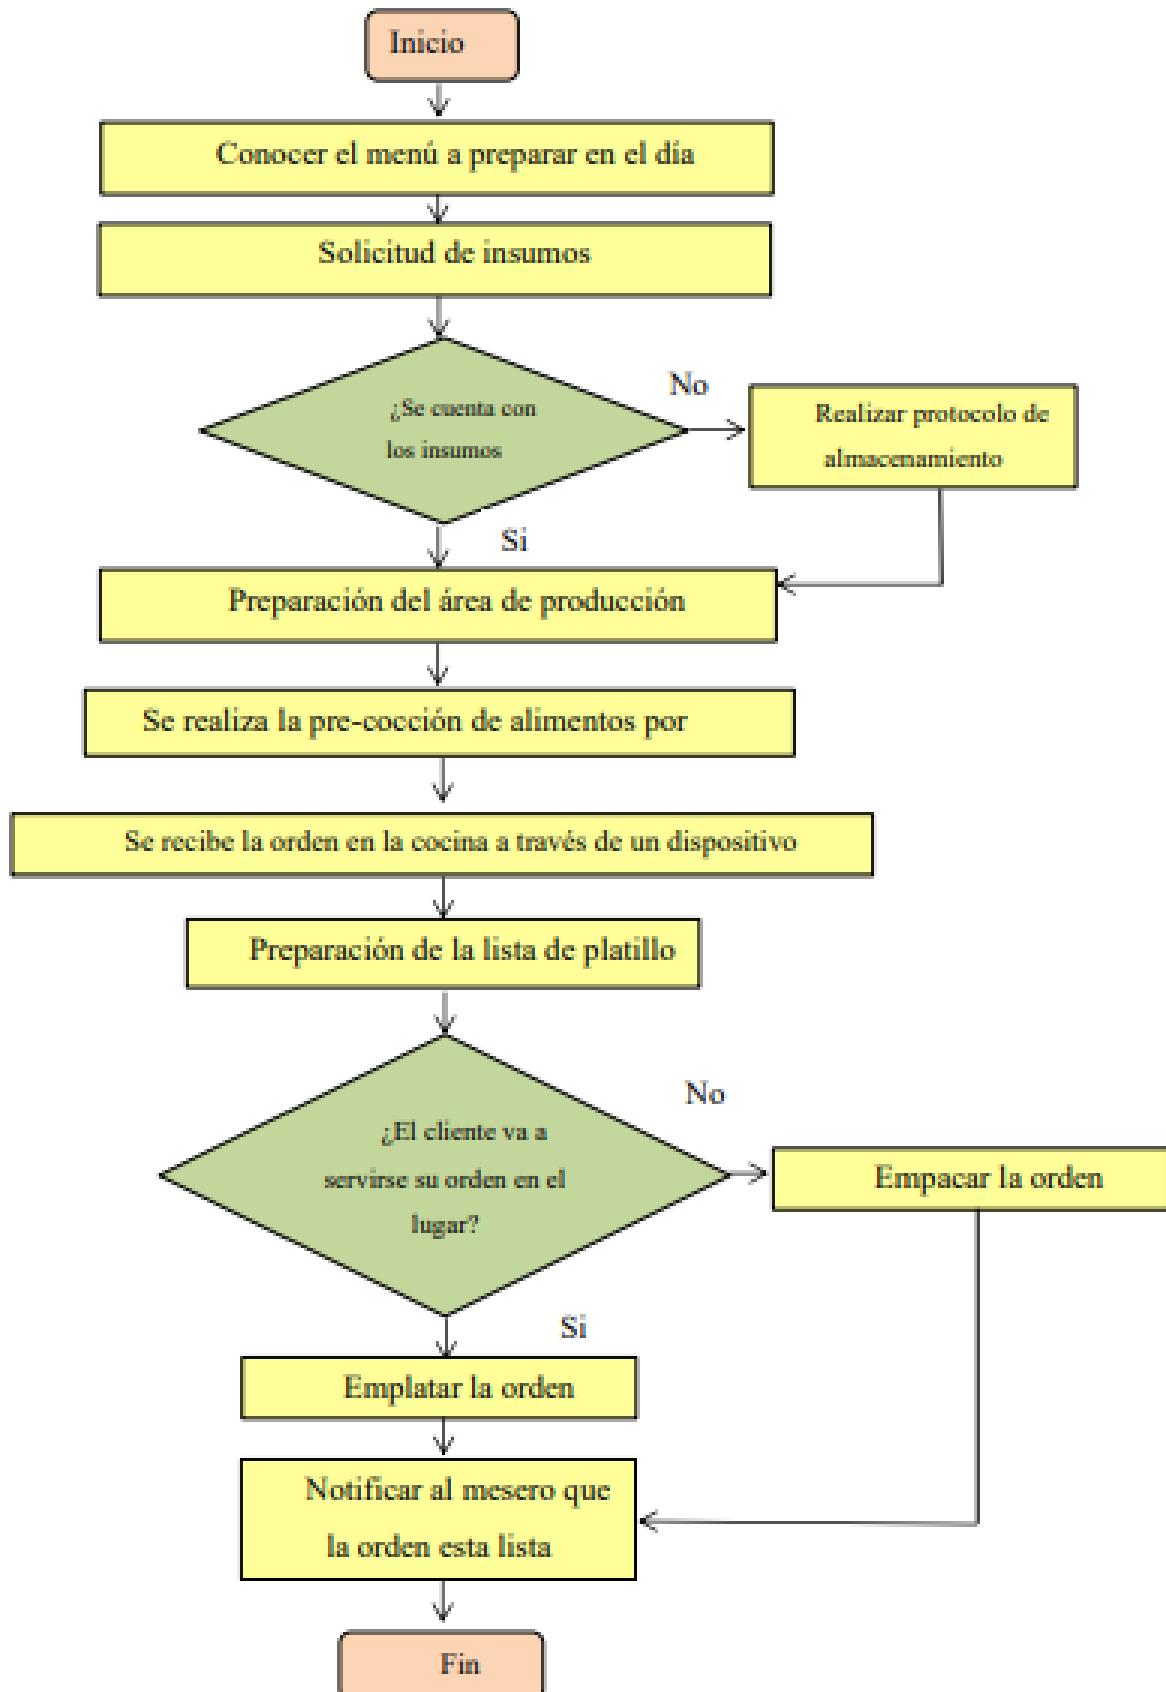 Inicio
Conocer el menú a preparar en el día
Solicitud de insumos
¿Se cuenta con
los insumos
No
Realizar protocolo de
almacenamiento
Si
Preparación del área de producción
Se realiza la pre-cocción de alimentos por
Se recibe la orden en la cocina a través de un dispositivo
Preparación de la lista de platillo
¿El cliente va a
servirse su orden en el
lugar?
No
Empacar la orden
Si
Emplatar la orden
Notificar al mesero que
la orden esta lista
Fin